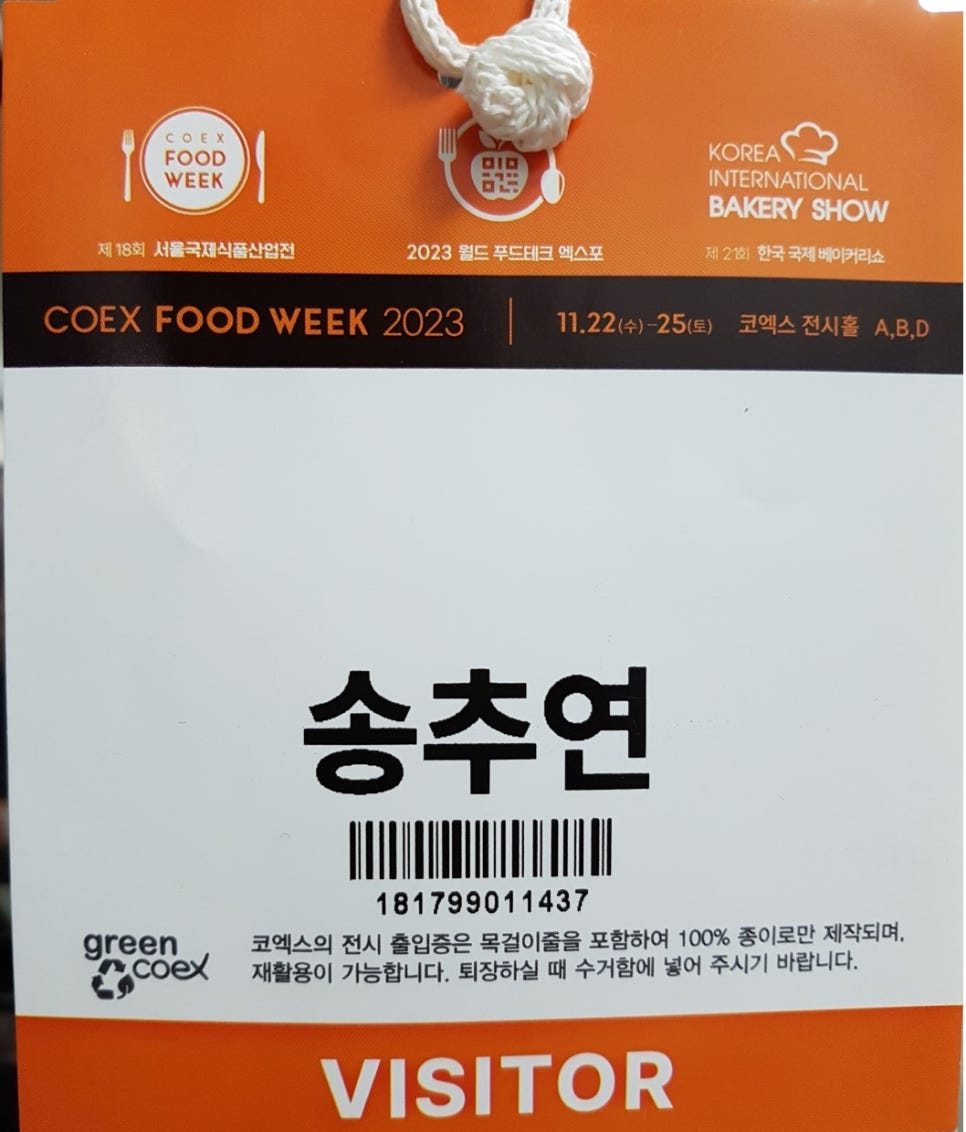 COEX
FOOD
WEEK
제 18회 서울국제식품산업전
2023 월드 푸드테크 엑스포
KOREA
INTERNATIONAL
BAKERY SHOW
제 21회 한국 국제 베이커리쇼
COEX FOOD WEEK 2023 | 11.22(수) -25(토) 코엑스 전시홀 A,B,D
송추연
181799011437
green
coex
코엑스의 전시 출입증은 목걸이줄을 포함하여 100% 종이로만 제작되며,
재활용이 가능합니다. 퇴장하실 때 수거함에 넣어 주시기 바랍니다.
VISITOR